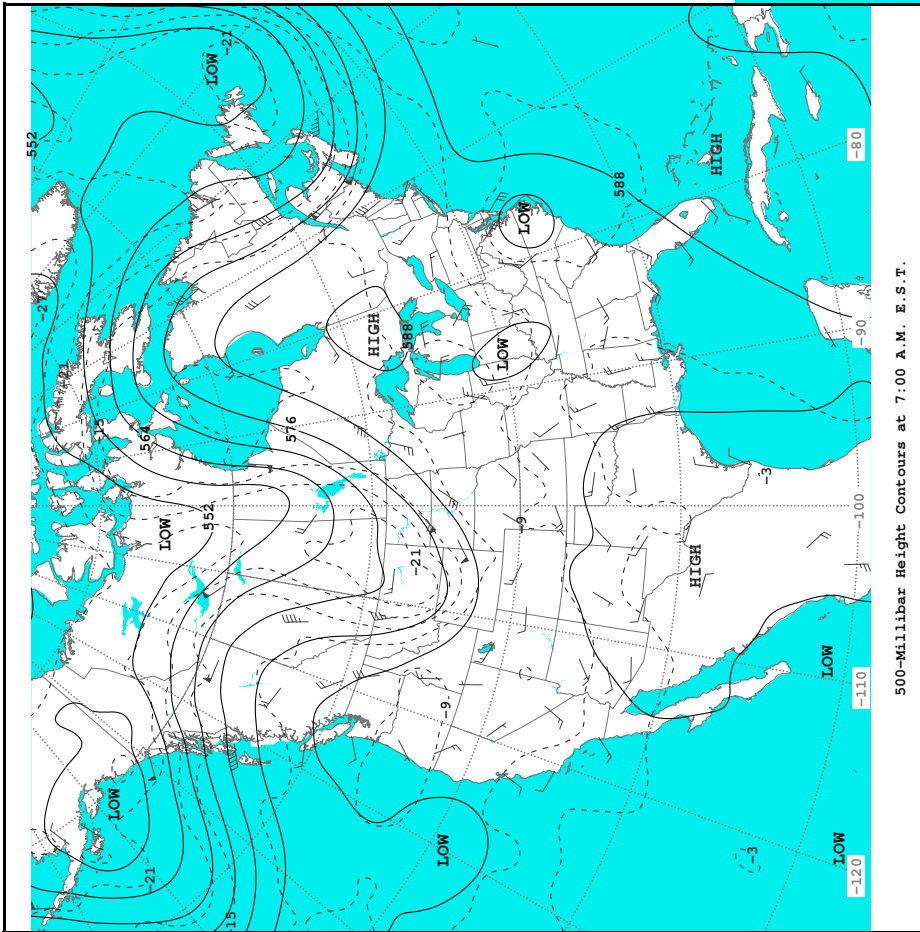 LOW
-21
552
-27
-21
-15
564
LOW
552
576
HIGH
588
LOW
LOW
588
HIGH
-80
-90
-21
-9
-3
HIGH
-100
LOW
-21
-15
-9
LOW
-3
LOW
LOW
-110
-120
500-Millibar Height Contours at 7:00 A.M. E.S.T.